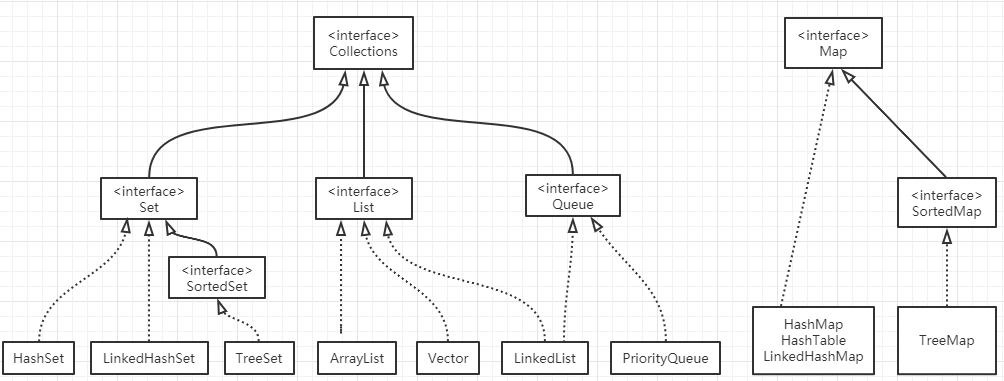 <interface>
Collections
<interface>
Map
<interface>
Set
<interface>
List
<interface>
Queue
<interface>
SortedMap
<interface>
SortedSet
HashSet
LinkedHashSet
TreeSet
ArrayList
Vector
LinkedList
PriorityQueue
HashMap
HashTable
LinkedHashMap
TreeMap